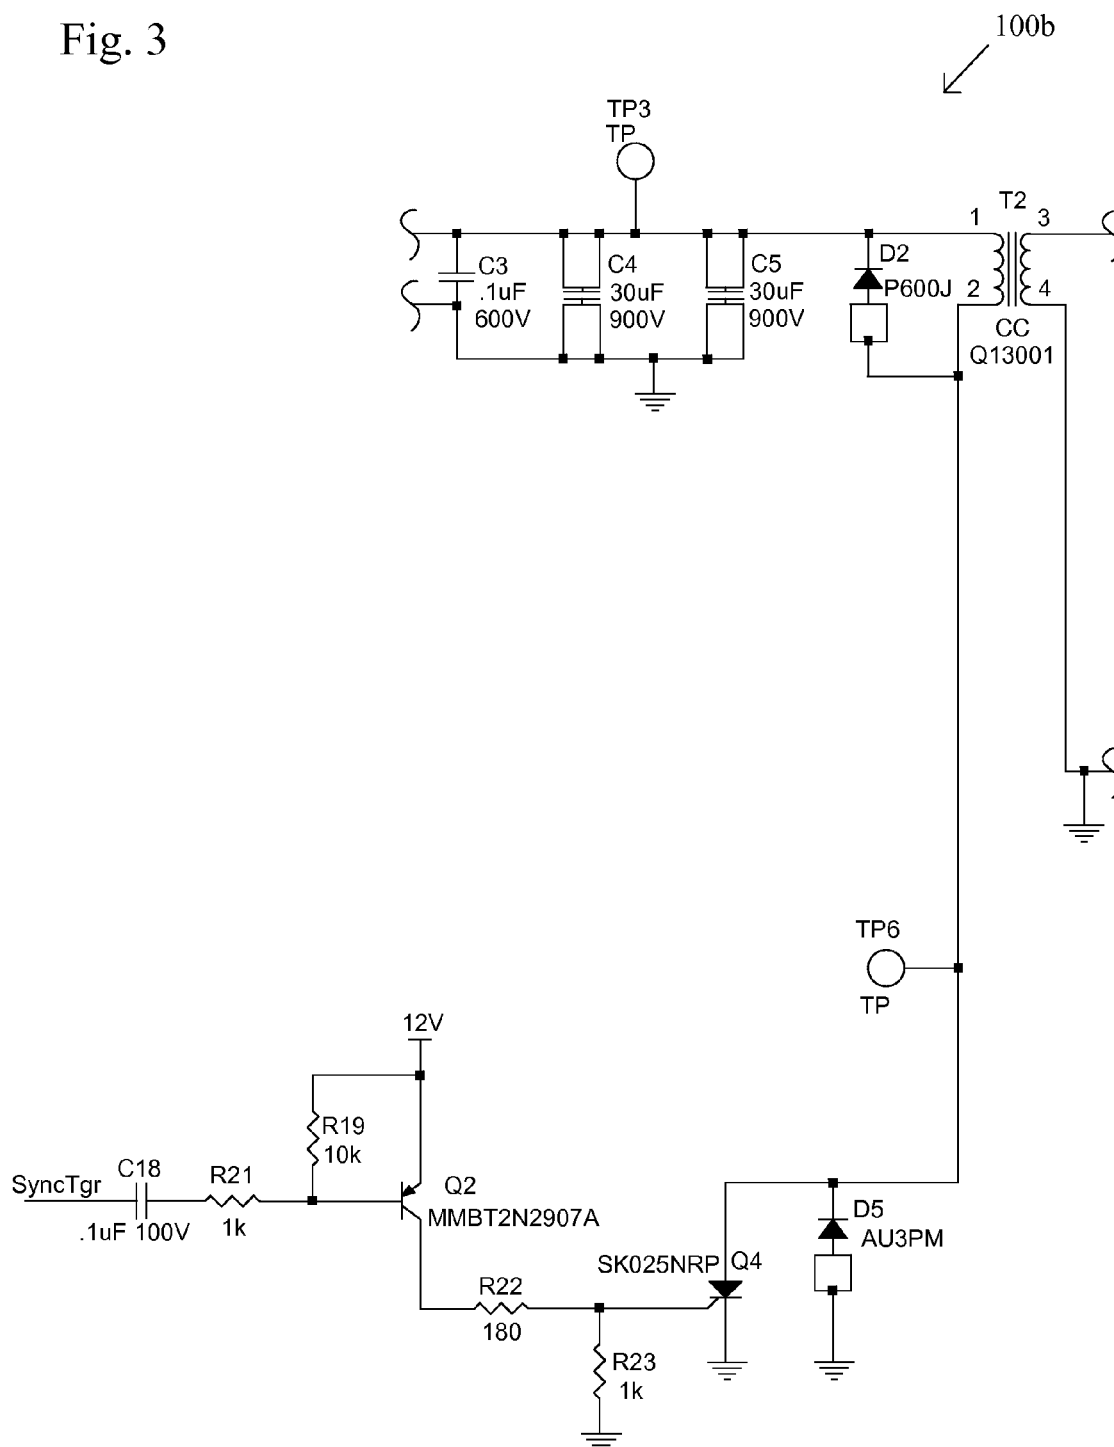 Fig. 3
100b
TP3
TP
T2
1
3
D2
P600J
C3
.1uF
600V
C4
30uF
900V
C5
30uF
900V
2
4
CC
Q13001
TP6
TP
12V
R19
10k
SyncTgr
C18
.1uF 100V
R21
1k
Q2
MMBT2N2907A
D5
AU3PM
SK025NRP
Q4
R22
180
R23
1k